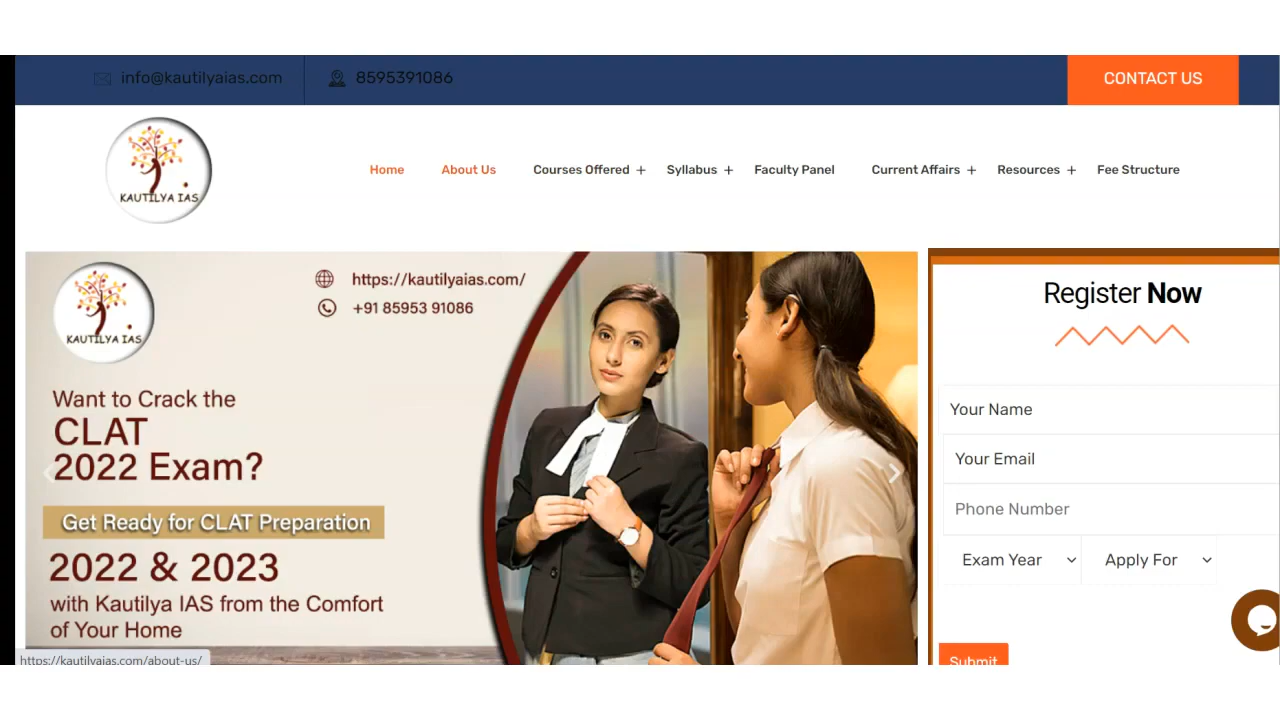 info@kautilyaias.com
8595391086
CONTACT US
KAUTILYA IAS
Home
About Us
Courses Offered +
Syllabus +
Faculty Panel
Current Affairs +
Resources +
Fee Structure
KAUTILYA IAS
https://kautilyaias.com/
+91 85953 91086
Want to Crack the
CLAT
2022 Exam?
Get Ready for CLAT Preparation
2022 & 2023
with Kautilya IAS from the Comfort
of Your Home
Register Now
Your Name
Your Email
Phone Number
Exam Year
Apply For
Submit
https://kautilyaias.com/about-us/